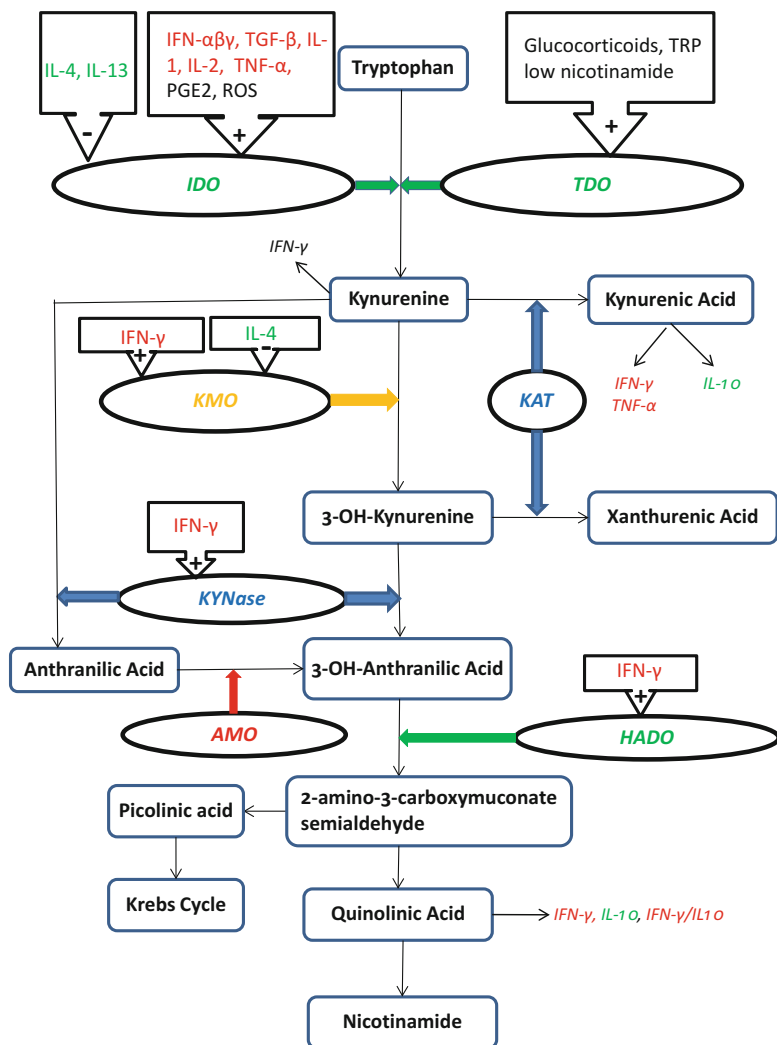 IL-4, IL-13
-
IFN-αβγ, TGF-β, IL-
1, IL-2, TNF-α,
PGE2, ROS
+
Tryptophan
Glucocorticoids, TRP
low nicotinamide
+
IDO
TDO
IFN-γ
Kynurenine
Kynurenic Acid
IFN-γ
+
IL-4
-
KMO
KAT
IFN-γ
TNF-α
IL-10
3-OH-Kynurenine
Xanthurenic Acid
IFN-γ
+
KYNase
Anthranilic Acid
3-OH-Anthranilic Acid
IFN-γ
+
AMO
HADO
2-amino-3-carboxymuconate
semialdehyde
Picolinic acid
Krebs Cycle
Quinolinic Acid
IFN-γ, IL-10, IFN-γ/IL10
Nicotinamide